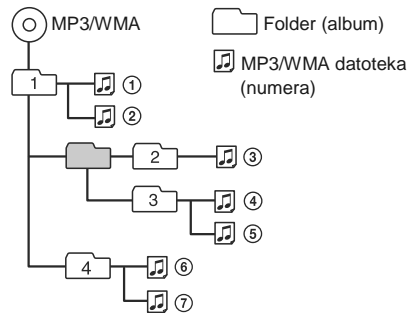 MP3/WMA
Folder (album)
MP3/WMA datoteka
(numera)
1
①
②
2
③
3
④
⑤
4
⑥
⑦